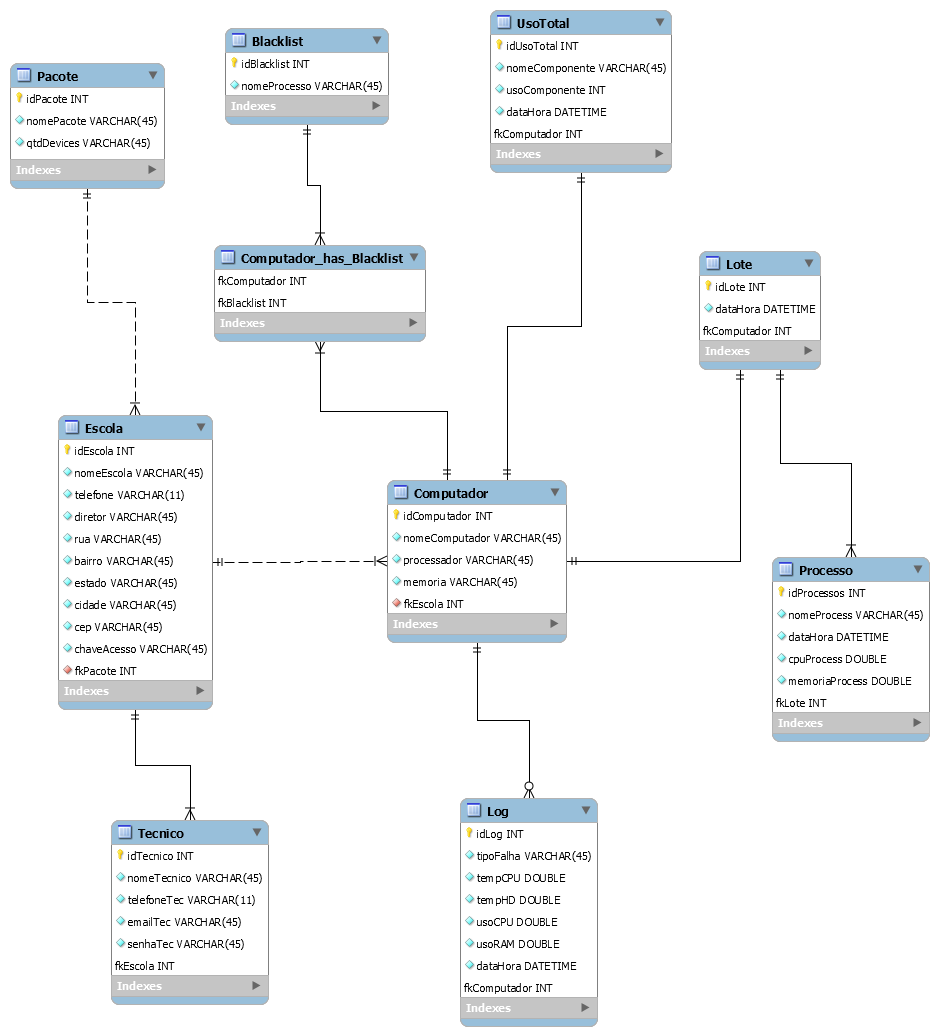 Pacote
idPacote INT
nomePacote VARCHAR(45)
qtdDevices VARCHAR(45)
Indexes
Blacklist
idBlacklist INT
nomeProcesso VARCHAR(45)
Indexes
UsoTotal
idUsoTotal INT
nomeComponente VARCHAR(45)
usoComponente INT
dataHora DATETIME
fkComputador INT
Indexes
Computador_has_Blacklist
fkComputador INT
fkBlacklist INT
Indexes
Lote
idLote INT
dataHora DATETIME
fkComputador INT
Indexes
Escola
idEscola INT
nomeEscola VARCHAR(45)
telefone VARCHAR(11)
diretor VARCHAR(45)
rua VARCHAR(45)
bairro VARCHAR(45)
estado VARCHAR(45)
cidade VARCHAR(45)
cep VARCHAR(45)
chaveAcesso VARCHAR(45)
fkPacote INT
Indexes
Computador
idComputador INT
nomeComputador VARCHAR(45)
processador VARCHAR(45)
memoria VARCHAR(45)
fkEscola INT
Indexes
Processo
idProcessos INT
nomeProcess VARCHAR(45)
dataHora DATETIME
cpuProcess DOUBLE
memoriaProcess DOUBLE
fkLote INT
Indexes
Tecnico
idTecnico INT
nomeTecnico VARCHAR(45)
telefoneTec VARCHAR(11)
emailTec VARCHAR(45)
senhaTec VARCHAR(45)
fkEscola INT
Indexes
Log
idLog INT
tipoFalha VARCHAR(45)
tempCPU DOUBLE
tempHD DOUBLE
usoCPU DOUBLE
usoRAM DOUBLE
dataHora DATETIME
fkComputador INT
Indexes